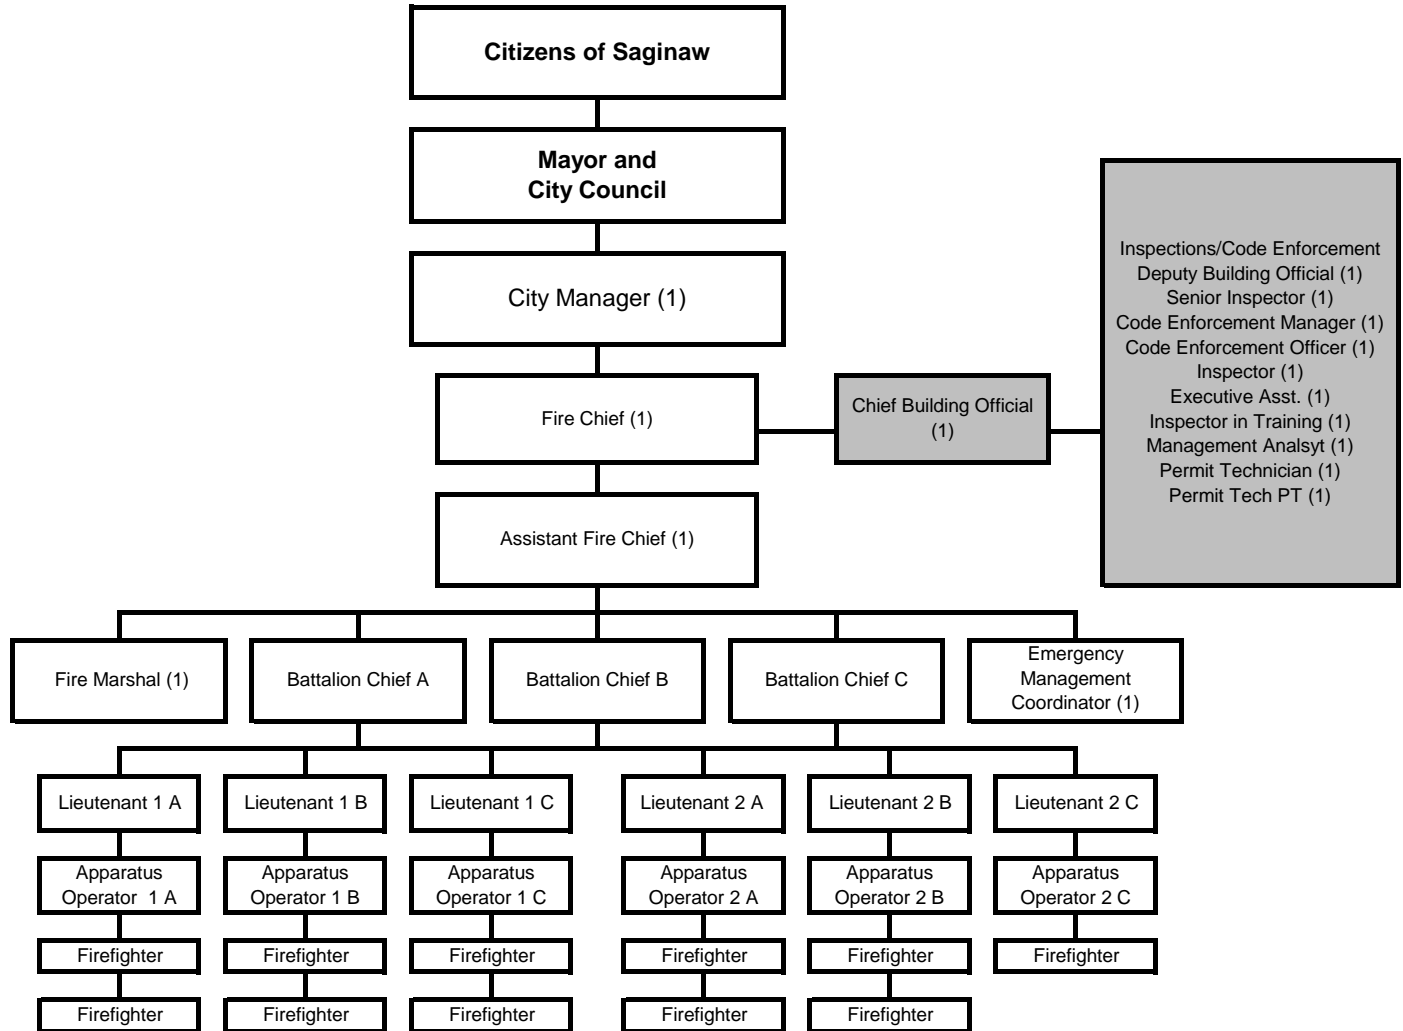 Citizens of Saginaw
Mayor and
City Council
City Manager (1)
Fire Chief (1)
Chief Building Official
(1)
Inspections/Code Enforcement
Deputy Building Official (1)
Senior Inspector (1)
Code Enforcement Manager (1)
Code Enforcement Officer (1)
Inspector (1)
Executive Asst. (1)
Inspector in Training (1)
Management Analsyt (1)
Permit Technician (1)
Permit Tech PT (1)
Assistant Fire Chief (1)
Fire Marshal (1)
Battalion Chief A
Battalion Chief B
Battalion Chief C
Emergency
Management
Coordinator (1)
Lieutenant 1 A
Lieutenant 1 B
Lieutenant 1 C
Lieutenant 2 A
Lieutenant 2 B
Lieutenant 2 C
Apparatus
Operator 1 A
Apparatus
Operator 1 B
Apparatus
Operator 1 C
Apparatus
Operator 2 A
Apparatus
Operator 2 B
Apparatus
Operator 2 C
Firefighter
Firefighter
Firefighter
Firefighter
Firefighter
Firefighter
Firefighter
Firefighter
Firefighter
Firefighter
Firefighter